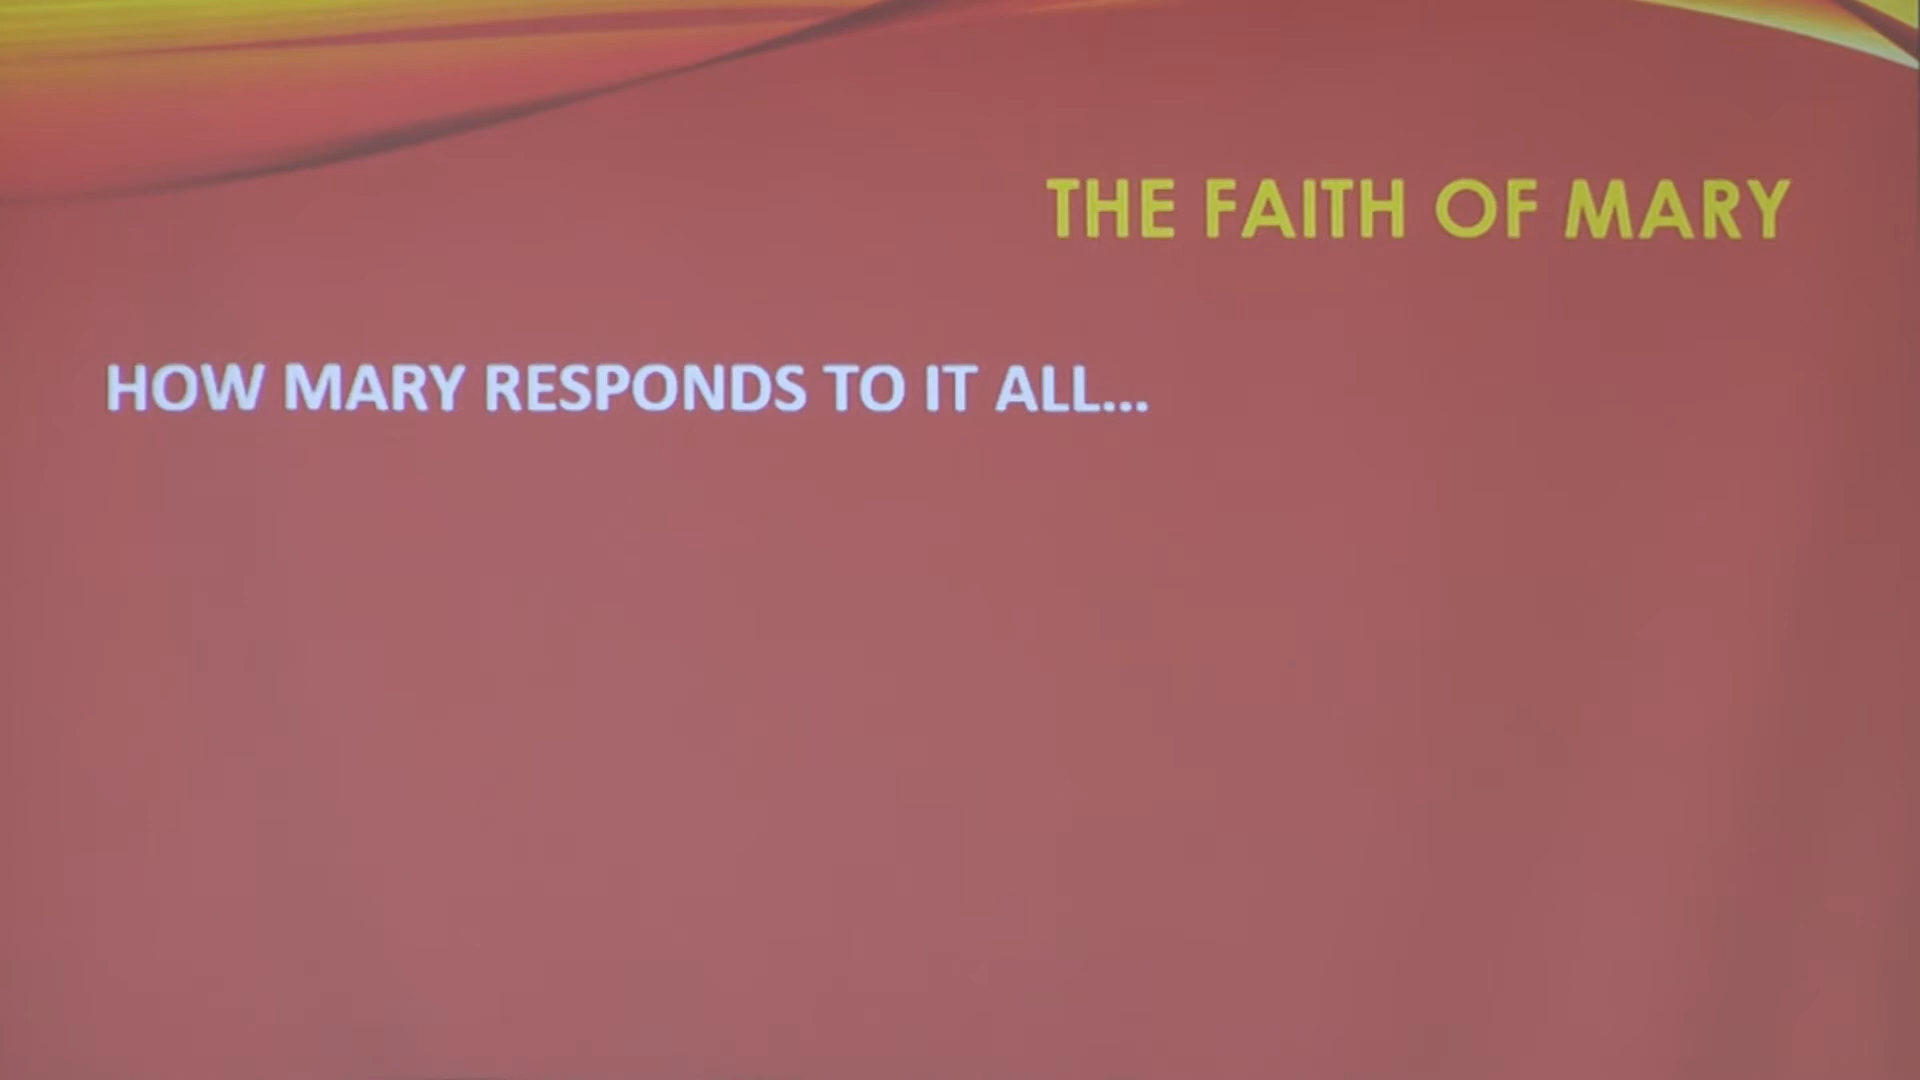 THE FAITH OF MARY
HOW MARY RESPONDS TO IT ALL...